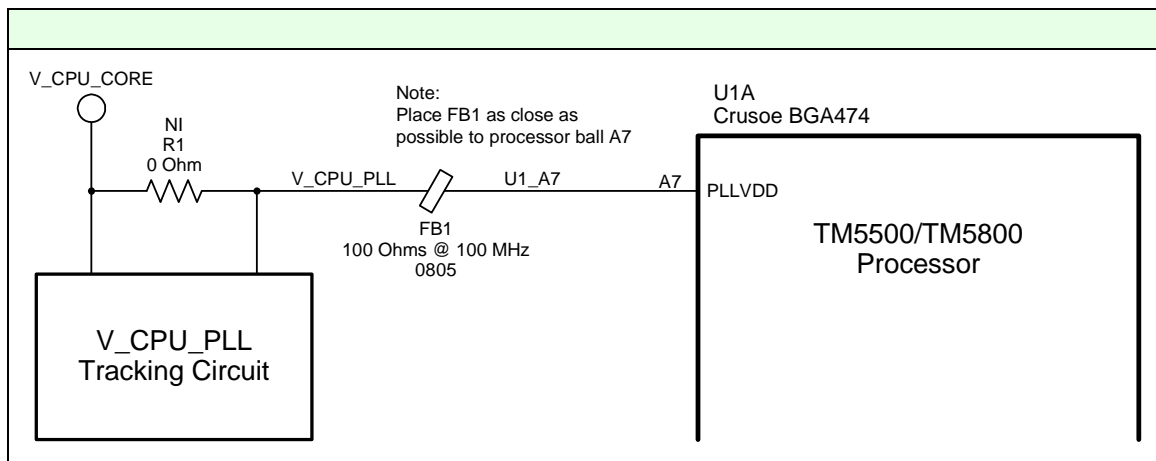 V_CPU_CORE
NI
R1
0 Ohm
Note:
Place FB1 as close as
possible to processor ball A7
U1A
Crusoe BGA474
V_CPU_PLL
U1_A7
A7
PLLVDD
FB1
100 Ohms @ 100 MHz
0805
TM5500/TM5800
Processor
V_CPU_PLL
Tracking Circuit